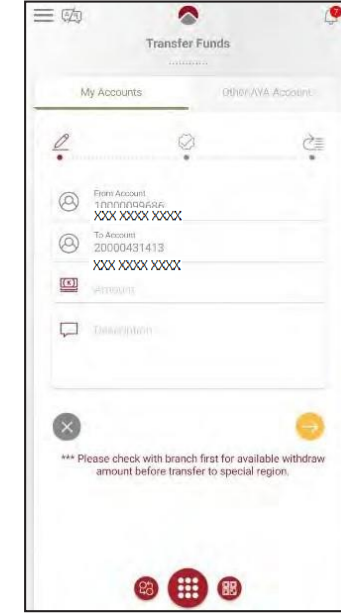 7
Transfer Funds
My Accounts
Other AYA Account
From Account
10000099686
XXX XXXX XXXX
To Account
20000431413
XXX XXXX XXXX
Amount
Description
*** Please check with branch first for available withdraw
amount before transfer to special region.